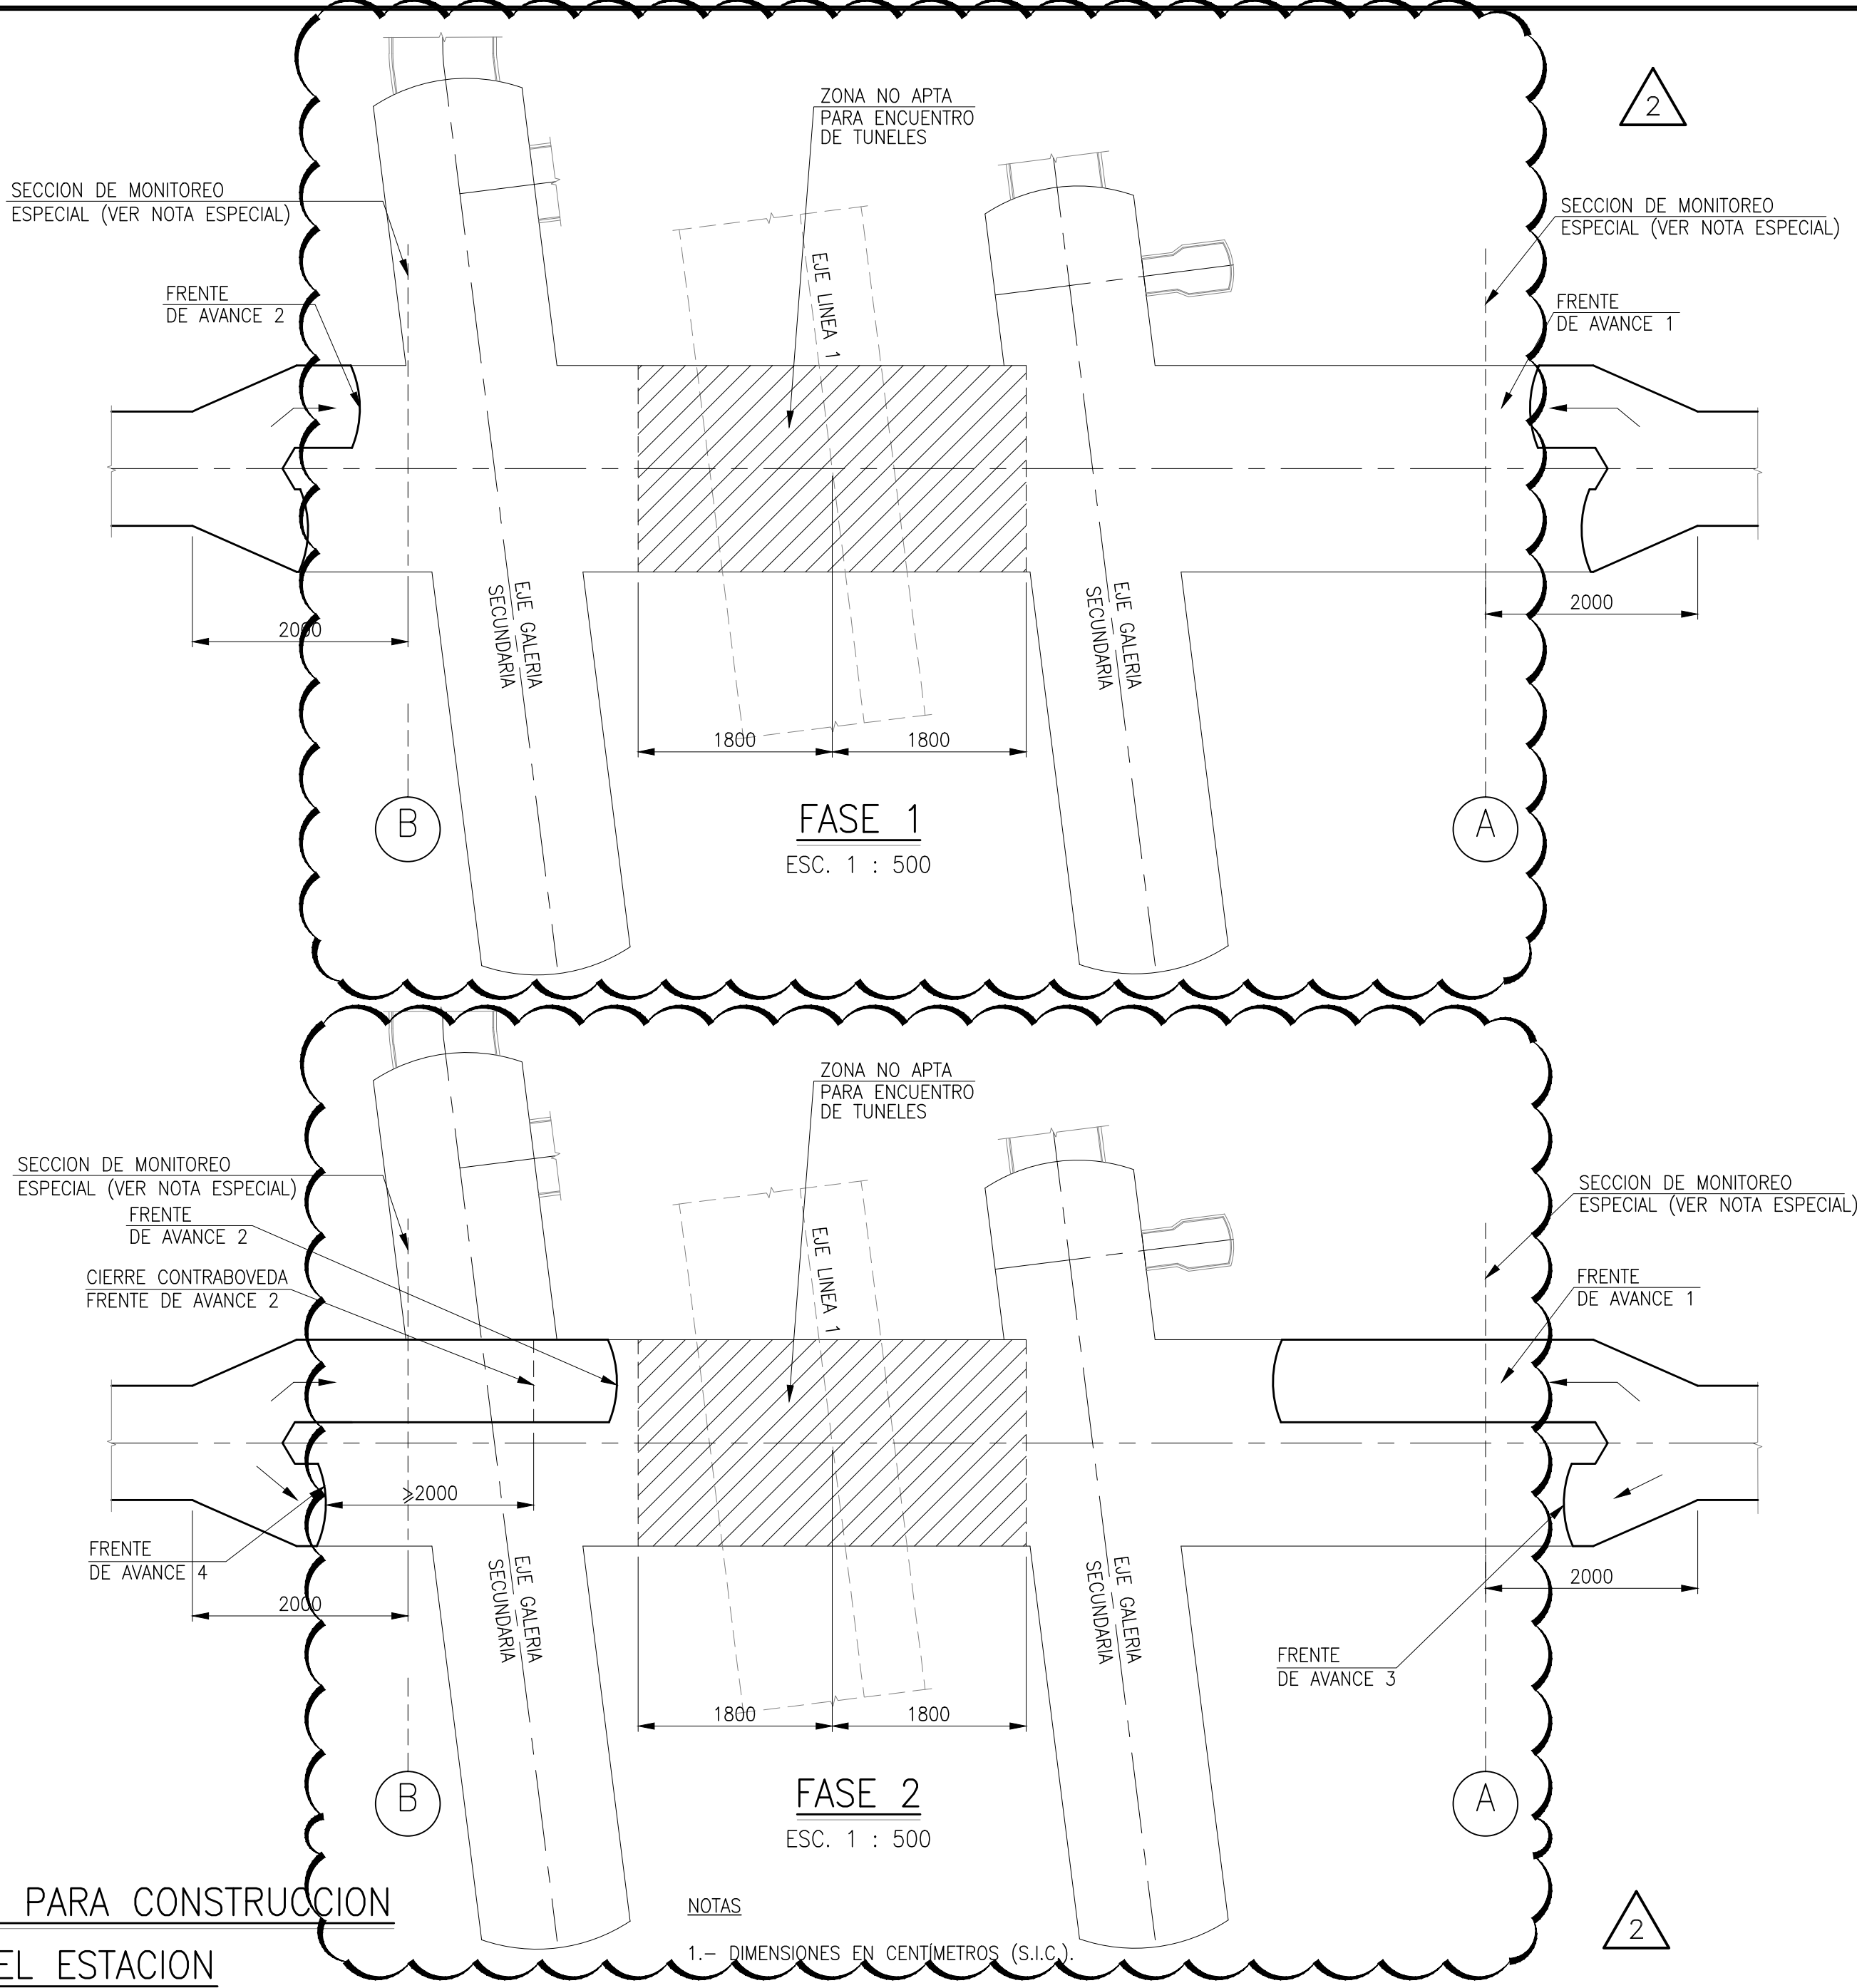 ZONA NO APTA
PARA ENCUENTRO
DE TUNELES
2
SECCION DE MONITOREO
ESPECIAL (VER NOTA ESPECIAL)
SECCION DE MONITOREO
ESPECIAL (VER NOTA ESPECIAL)
FRENTE
DE AVANCE 2
EJE LINEA 1
FRENTE
DE AVANCE 1
EJE GALERIA
SECUNDARIA
EJE GALERIA
SECUNDARIA
2000
2000
1800
1800
B
FASE 1
ESC. 1 : 500
A
ZONA NO APTA
PARA ENCUENTRO
DE TUNELES
SECCION DE MONITOREO
ESPECIAL (VER NOTA ESPECIAL)
SECCION DE MONITOREO
ESPECIAL (VER NOTA ESPECIAL)
FRENTE
DE AVANCE 2
CIERRE CONTRABOVEDA
FRENTE DE AVANCE 2
EJE LINEA 1
FRENTE
DE AVANCE 1
≥2000
FRENTE
DE AVANCE 4
EJE GALERIA
SECUNDARIA
EJE GALERIA
SECUNDARIA
2000
2000
FRENTE
DE AVANCE 3
1800
1800
B
FASE 2
ESC. 1 : 500
A
PARA CONSTRUCCION
EL ESTACION
NOTAS
1.- DIMENSIONES EN CENTÍMETROS (S.I.C.).
2